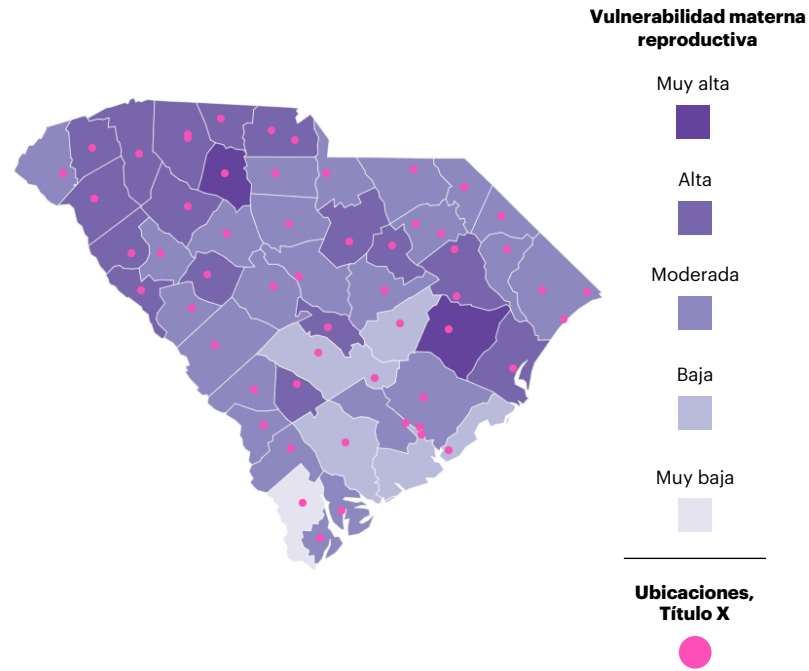 Vulnerabilidad materna
reproductiva
Muy alta
Alta
Moderada
Baja
Muy baja
Ubicaciones,
Título X